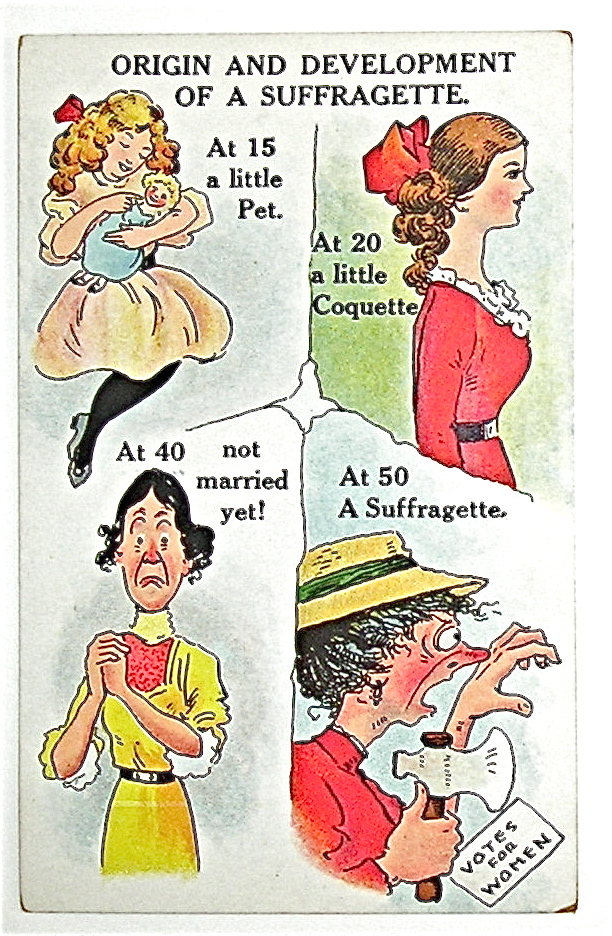 ORIGIN AND DEVELOPMENT
OF A SUFFRAGETTE.
At 15
a little
Pet.
At 20
a little
Coquette
At 40 not
married
yet!
At 50
A Suffragette.
VOTES
FOR
WOMEN